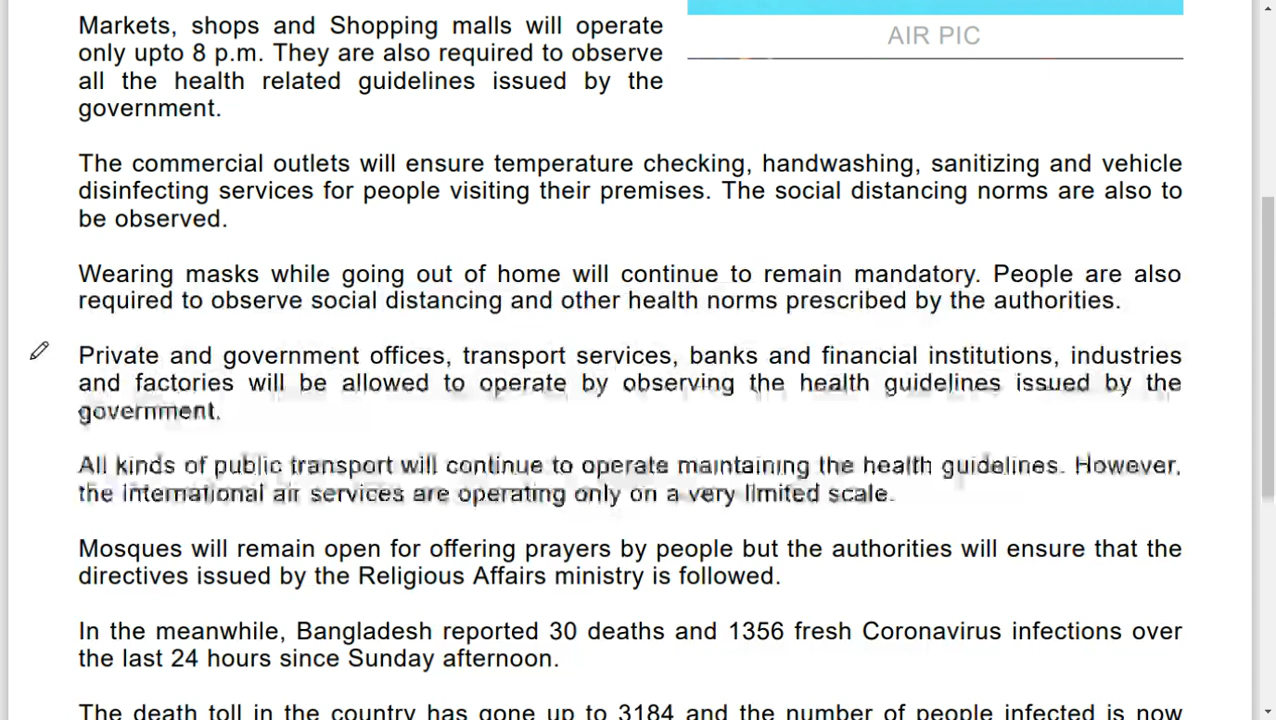 Markets, shops and Shopping malls will operate
only upto 8 p.m. They are also required to observe
all the health related guidelines issued by the
government.
AIR PIC
The commercial outlets will ensure temperature checking, handwashing, sanitizing and vehicle
disinfecting services for people visiting their premises. The social distancing norms are also to
be observed.
Wearing masks while going out of home will continue to remain mandatory. People are also
required to observe social distancing and other health norms prescribed by the authorities.
Private and government offices, transport services, banks and financial institutions, industries
and factories will be allowed to operate by observing the health guidelines issued by the
government.
All kinds of public transport will continue to operate maintaining the health guidelines. However,
the international air services are operating only on a very limited scale.
Mosques will remain open for offering prayers by people but the authorities will ensure that the
directives issued by the Religious Affairs ministry is followed.
In the meanwhile, Bangladesh reported 30 deaths and 1356 fresh Coronavirus infections over
the last 24 hours since Sunday afternoon.
The death toll in the country has gone up to 3184 and the number of people infected is now